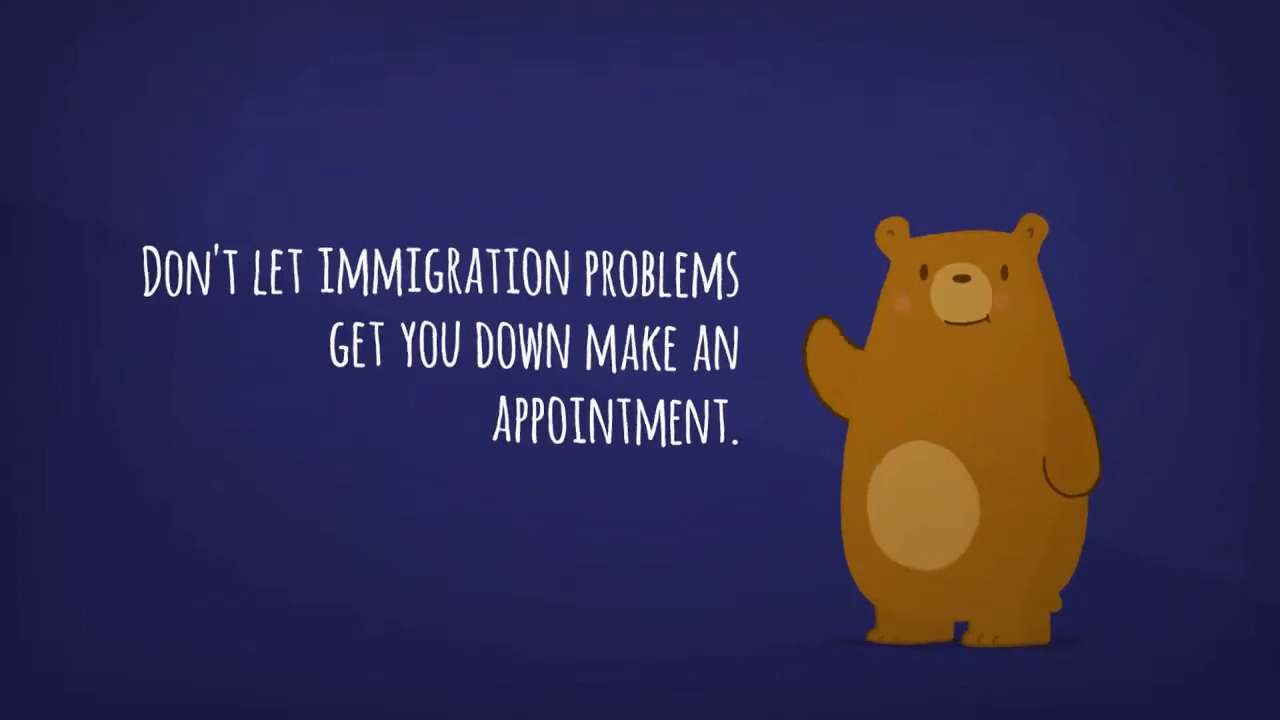 Don't let immigration problems
get you down make an
appointment.